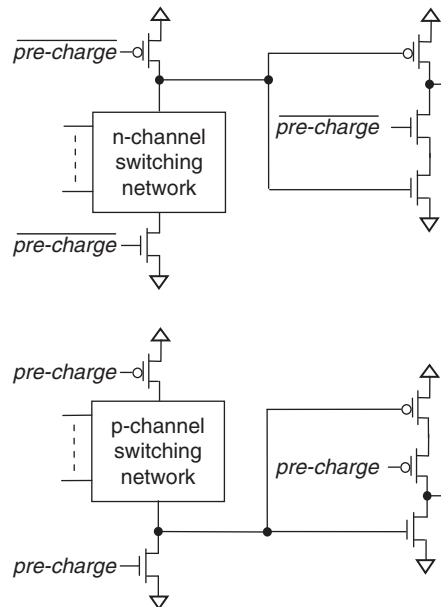 pre-charge
n-channel
switching
network
pre-charge
pre-charge
pre-charge
p-channel
switching
network
pre-charge
pre-charge